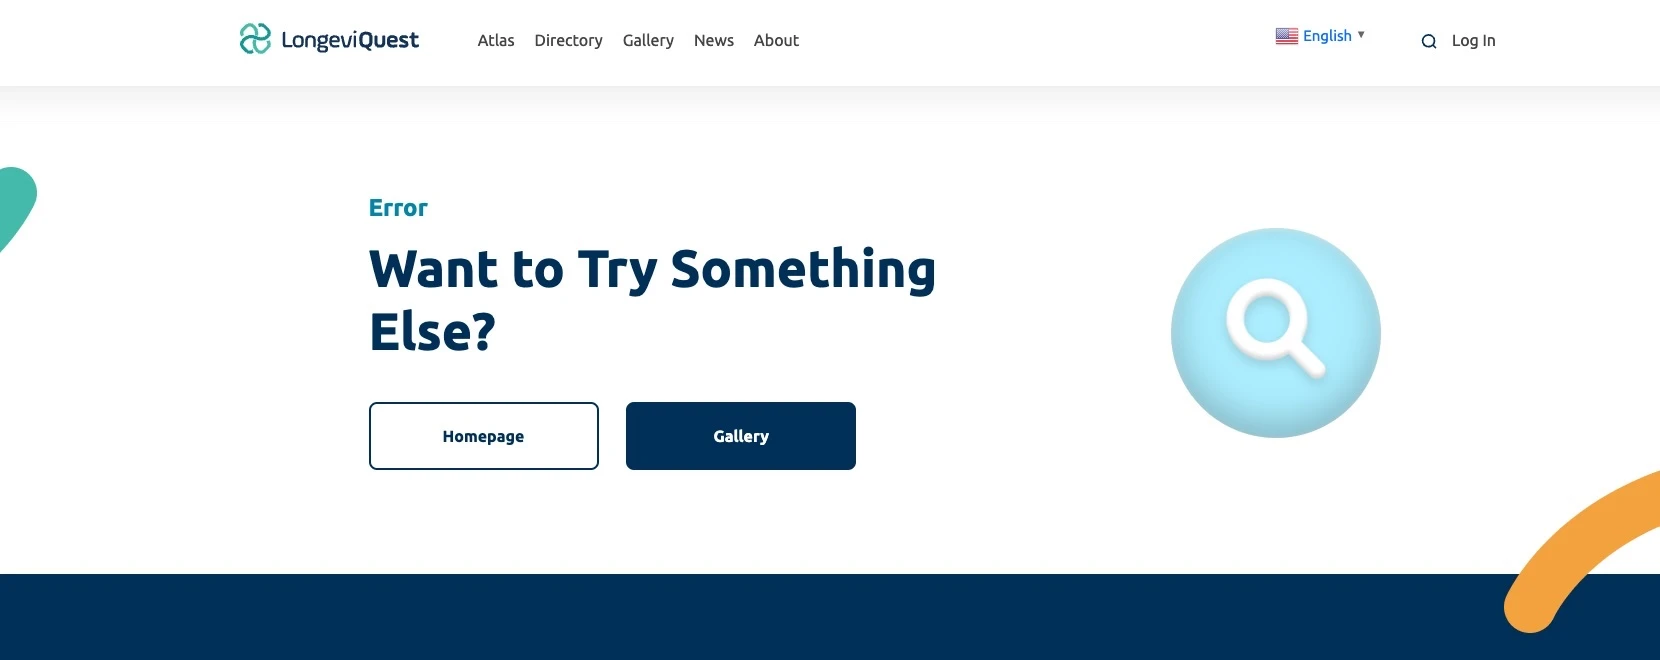 LongeviQuest
Atlas
Directory
Gallery
News
About
English ▼
Log In
Error
Want to Try Something
Else?
Homepage
Gallery